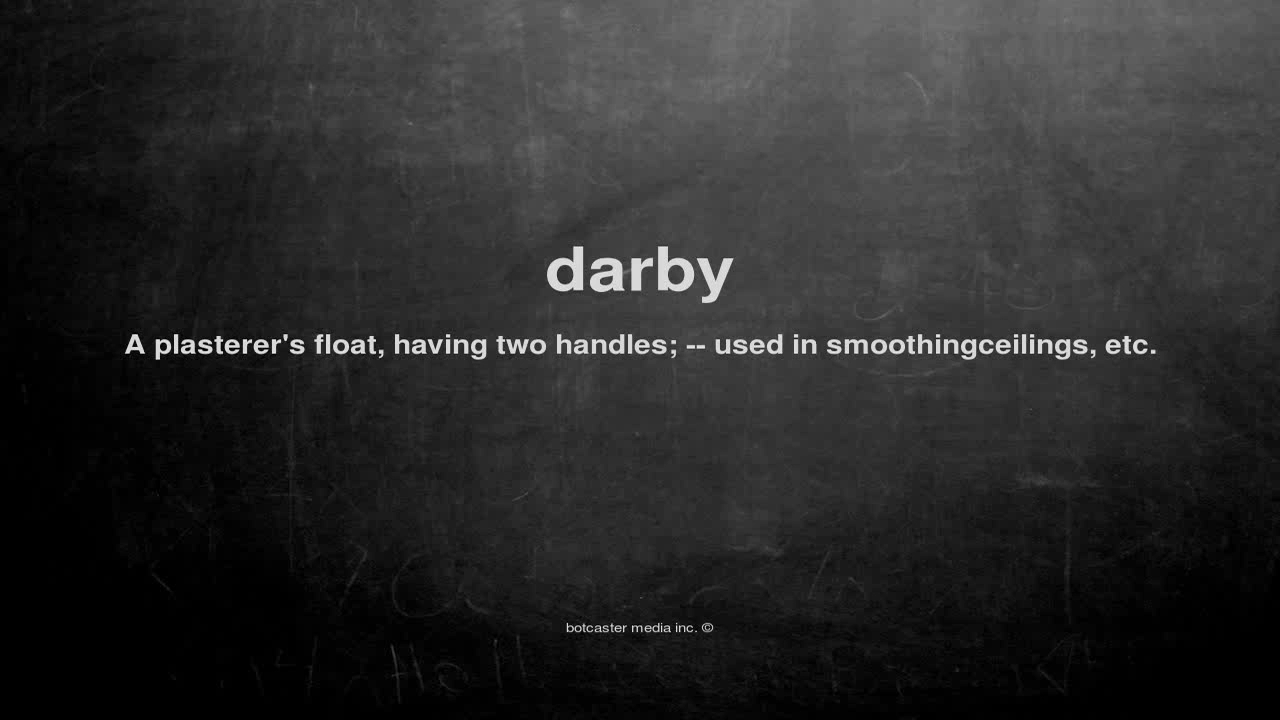 darby
A plasterer's float, having two handles; -- used in smoothingceilings, etc.
botcaster media inc. ©